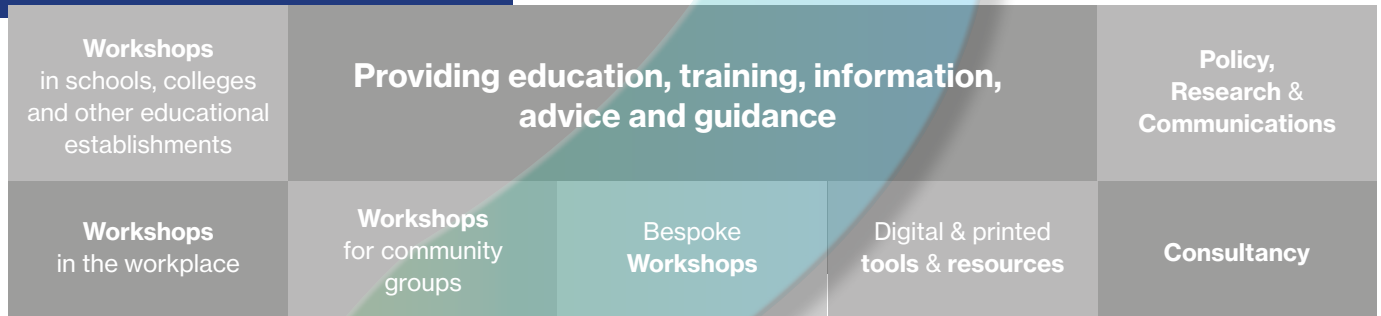 Workshops
in schools, colleges
and other educational
establishments
Providing education, training, information,
advice and guidance
Policy,
Research &
Communications
Workshops
in the workplace
Workshops
for community
groups
Bespoke
Workshops
Digital & printed
tools & resources
Consultancy